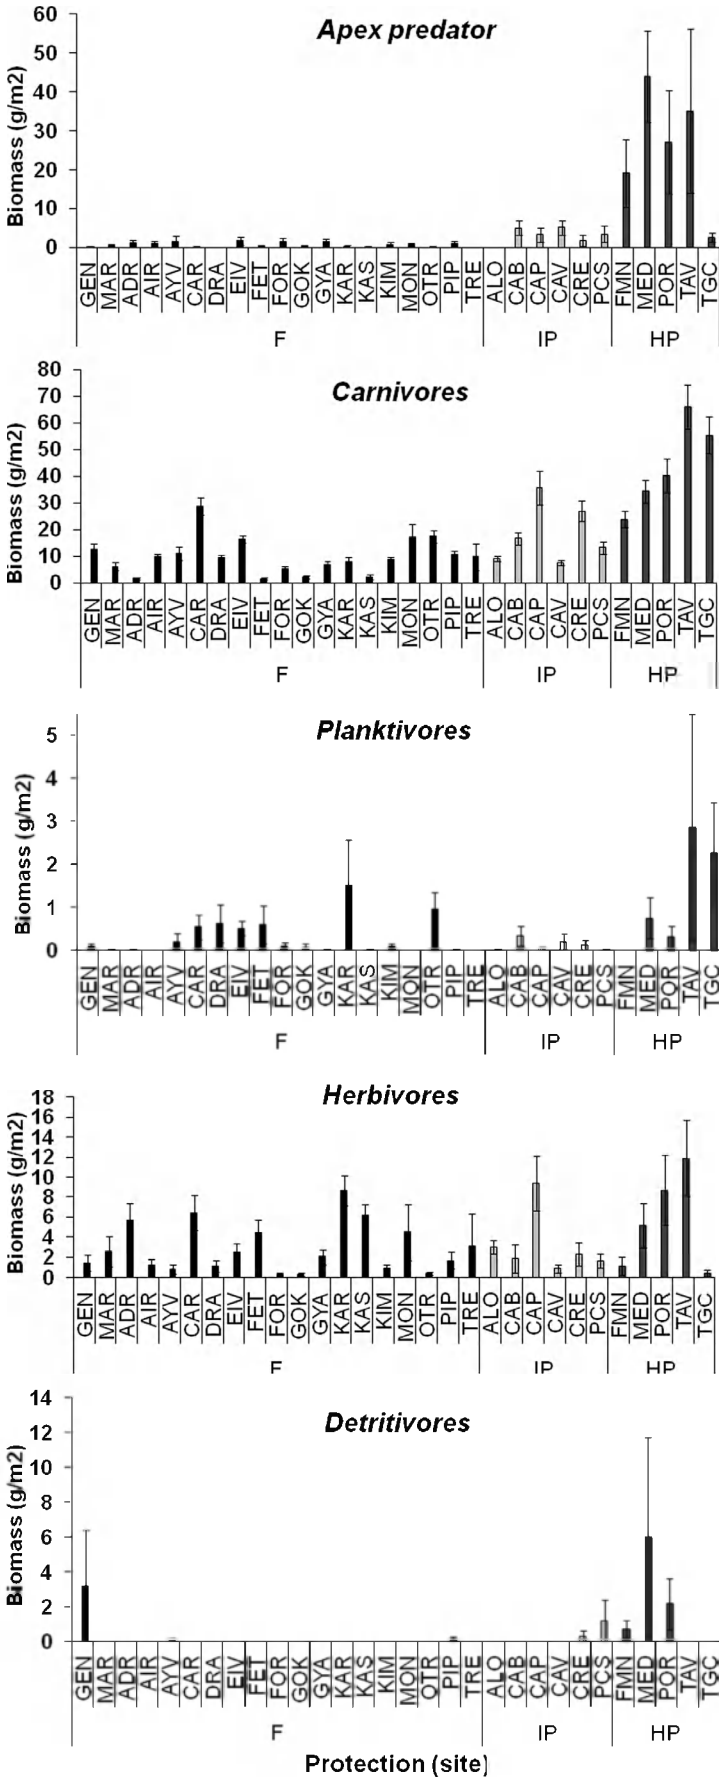 Apex predator
Biomass (g/m2)
60
50
40
30
20
10
0
GEN MAR ADR AIR AYV CAR DRA EIV FET FOR GOK GYA KAR KAS KIM MON OTR PIP TRE ALO CAB CAP CAV CRE PCS FMN MED POR TAV TGC
F IP HP
Carnivores
Biomass (g/m2)
80
70
60
50
40
30
20
10
0
GEN MAR ADR AIR AYV CAR DRA EIV FET FOR GOK GYA KAR KAS KIM MON OTR PIP TRE ALO CAB CAP CAV CRE PCS FMN MED POR TAV TGC
F IP HP
Planktivores
Biomass (g/m2)
5
4
3
2
1
0
GEN MAR ADR AIR AYV CAR DRA EIV FET FOR GOK GYA KAR KAS KIM MON OTR PIP TRE ALO CAB CAP CAV CRE PCS FMN MED POR TAV TGC
F IP HP
Herbivores
Biomass (g/m2)
18
16
14
12
10
8
6
4
2
0
GEN MAR ADR AIR AYV CAR DRA EIV FET FOR GOK GYA KAR KAS KIM MON OTR PIP TRE ALO CAB CAP CAV CRE PCS FMN MED POR TAV TGC
F IP HP
Detritivores
Biomass (g/m2)
14
12
10
8
6
4
2
0
GEN MAR ADR AIR AYV CAR DRA EIV FET FOR GOK GYA KAR KAS KIM MON OTR PIP TRE ALO CAB CAP CAV CRE PCS FMN MED POR TAV TGC
F IP HP
Protection (site)